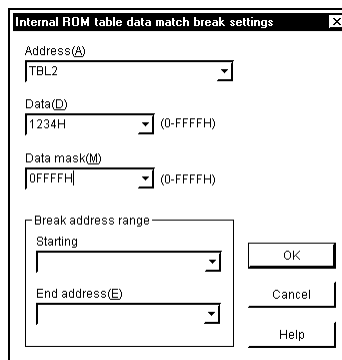 Internal ROM table data match break settings
Address(A)
TBL2
Data(D)
1234H (0-FFFFH)
Data mask(M)
0FFFFH (0-FFFFH)
Break address range
Starting
OK
End address(E)
Cancel
Help